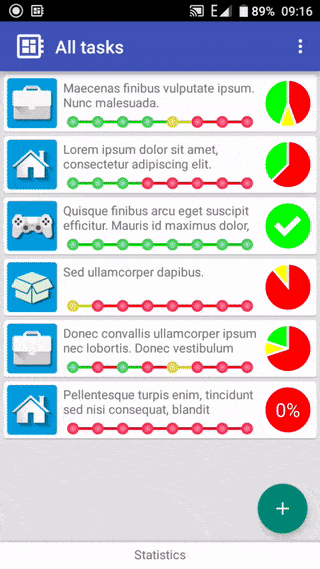 89% 09:16
All tasks
Maecenas finibus vulputate ipsum.
Nunc malesuada.
Lorem ipsum dolor sit amet,
consectetur adipiscing elit.
Quisque finibus arcu eget suscipit
efficitur. Mauris id maximus dolor,
Sed ullamcorper dapibus.
Donec convallis ullamcorper ipsum
nec lobortis. Donec vestibulum
Pellentesque turpis enim, tincidunt
sed nisi consequat, blandit
0%
Statistics